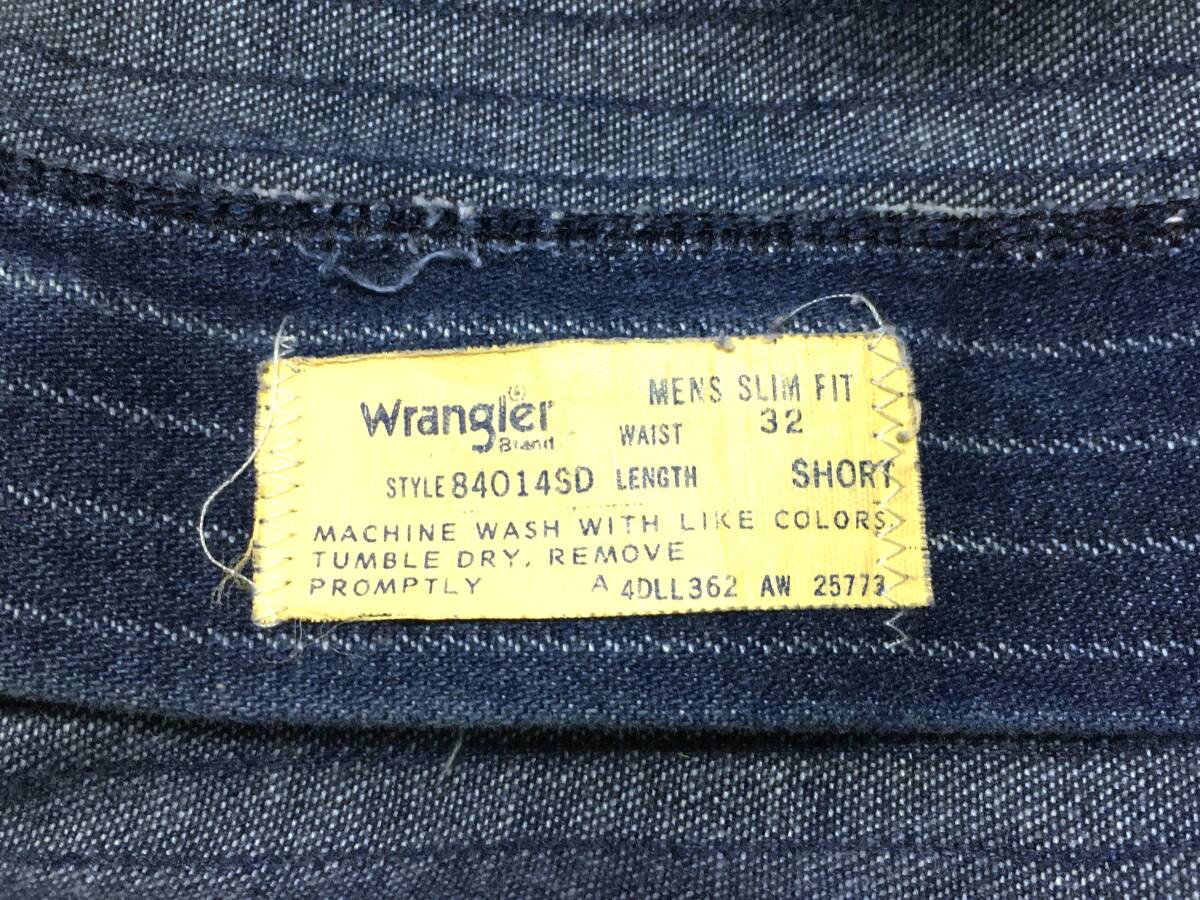 MENS SLIM FIT
Wrangler®
Brand
WAIST 32
STYLE 84014SD LENGTH SHORT
MACHINE WASH WITH LIKE COLORS.
TUMBLE DRY, REMOVE
PROMPTLY A 4DLL362 AW 25773